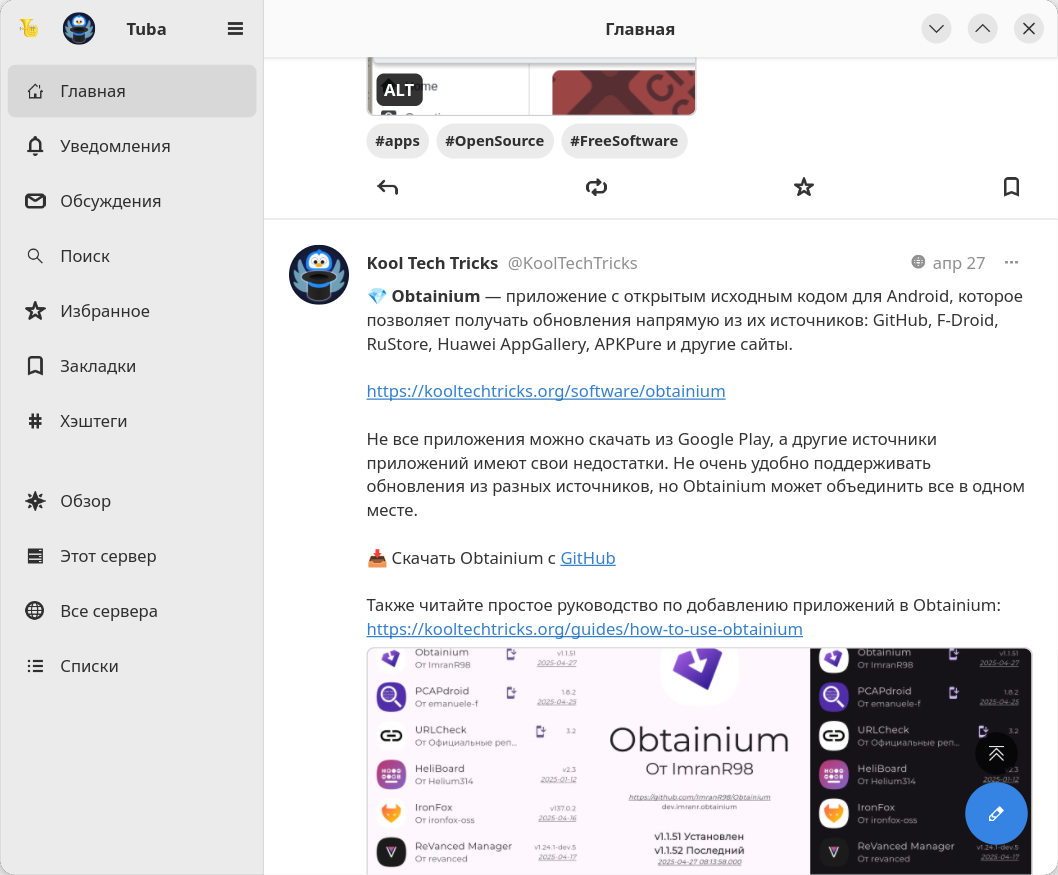 Tuba
Главная
Главная
Уведомления
Обсуждения
Поиск
Избранное
Закладки
Хэштеги
Обзор
Этот сервер
Все сервера
Списки
ALT
#apps #OpenSource #FreeSoftware
Kool Tech Tricks @KoolTechTricks апр 27
💎 Obtainium — приложение с открытым исходным кодом для Android, которое
позволяет получать обновления напрямую из их источников: GitHub, F-Droid,
RuStore, Huawei AppGallery, APKPure и другие сайты.
https://kooltechtricks.org/software/obtainium
Не все приложения можно скачать из Google Play, а другие источники
приложений имеют свои недостатки. Не очень удобно поддерживать
обновления из разных источников, но Obtainium может объединить все в одном
месте.
📥 Скачать Obtainium с GitHub
Также читайте простое руководство по добавлению приложений в Obtainium:
https://kooltechtricks.org/guides/how-to-use-obtainium
Obtainium v1.1.51
От ImranR98 2025-04-27
PCAPdroid 1.8.2
От emanuele-f 2025-04-25
URLCheck 3.2
От Официальные реп...
HeliBoard v2.3
От Helium314 2025-01-12
IronFox v137.0.2
От ironfox-oss 2025-04-16
ReVanced Manager v1.24.1-dev.5
От revanced 2025-04-17
Obtainium
От ImranR98
https://github.com/ImranR98/Obtainium
dev.imranr.obtainium
v1.1.51 Установлен
v1.1.52 Последний
2025-04-27 08:13:58.000
Obtainium v1.1.51
От ImranR98 2025-04-27
PCAPdroid 1.8.2
От emanuele-f 2025-04-25
URLCheck 3.2
От Официальные реп...
HeliBoard
От Helium314
IronFox
От ironfox-oss
ReVanced Manager v1.24.1-dev.5
От revanced 2025-04-17